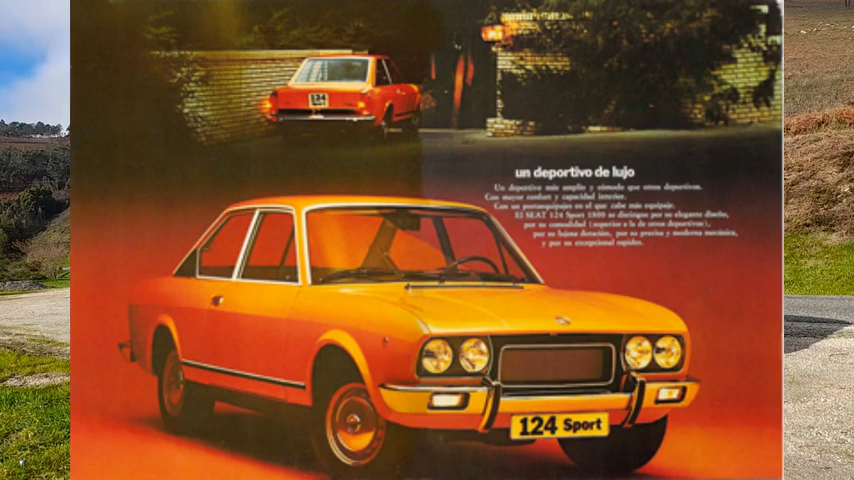 124
un deportivo de lujo
Un deportivo más amplio y cómodo que otros deportivos.
Con mayor confort y capacidad interior.
Con un portaequipajes en el que cabe más equipaje.
El SEAT 124 Sport 1800 se distingue por su elegante diseño,
por su comodidad (superior a la de otros deportivos),
por su lujosa dotación, por su precisa y moderna mecánica,
y por su excepcional rapidez.
124 Sport